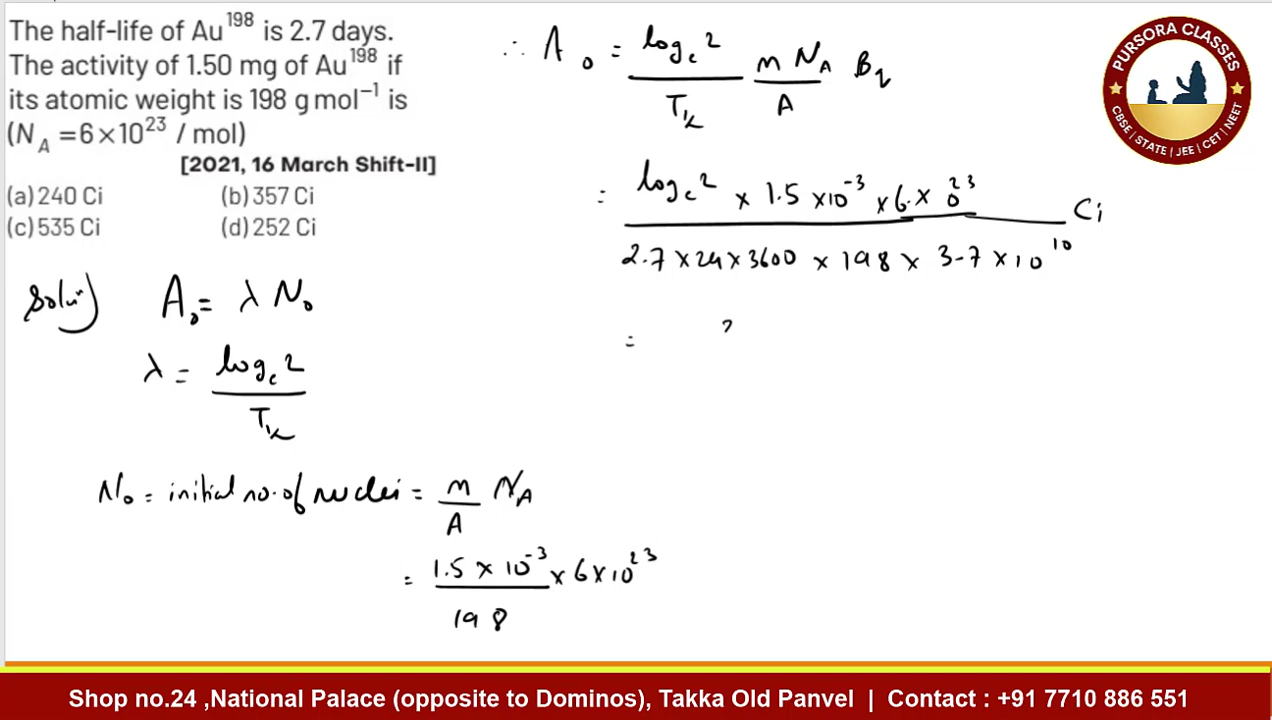 The half-life of Au¹⁹⁸ is 2.7 days.
The activity of 1.50 mg of Au¹⁹⁸ if
its atomic weight is 198 g mol⁻¹ is
(N_A =6×10²³ / mol)
[2021, 16 March Shift-II]
(a) 240 Ci (b) 357 Ci
(c) 535 Ci (d) 252 Ci
Soluⁿ) A₀ = λ N₀
λ = logₑ2 / T½
N₀ = initial no. of nuclei = m/A N_A
= 1.5 × 10⁻³ / 198 × 6×10²³
∴ A₀ = logₑ2 / T½ m N_A / A Bq
= logₑ2 × 1.5 ×10⁻³ ×6 × 10²³ / 2.7 × 24 × 3600 × 198 × 3.7 × 10¹⁰ Ci
=
PURSORA CLASSES
CBSE | STATE | JEE | CET | NEET
Shop no.24 ,National Palace (opposite to Dominos), Takka Old Panvel | Contact : +91 7710 886 551